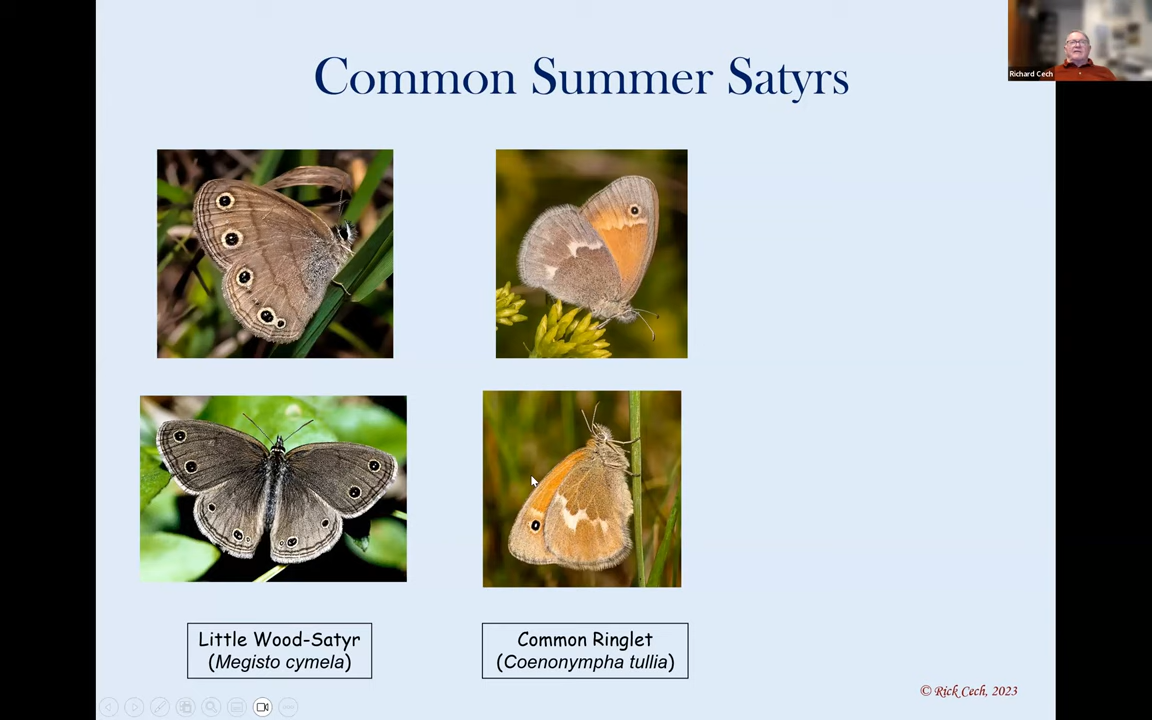 Common Summer Satyrs
Richard Cech
Little Wood-Satyr
(Megisto cymela)
Common Ringlet
(Coenonympha tullia)
© Rick Cech, 2023